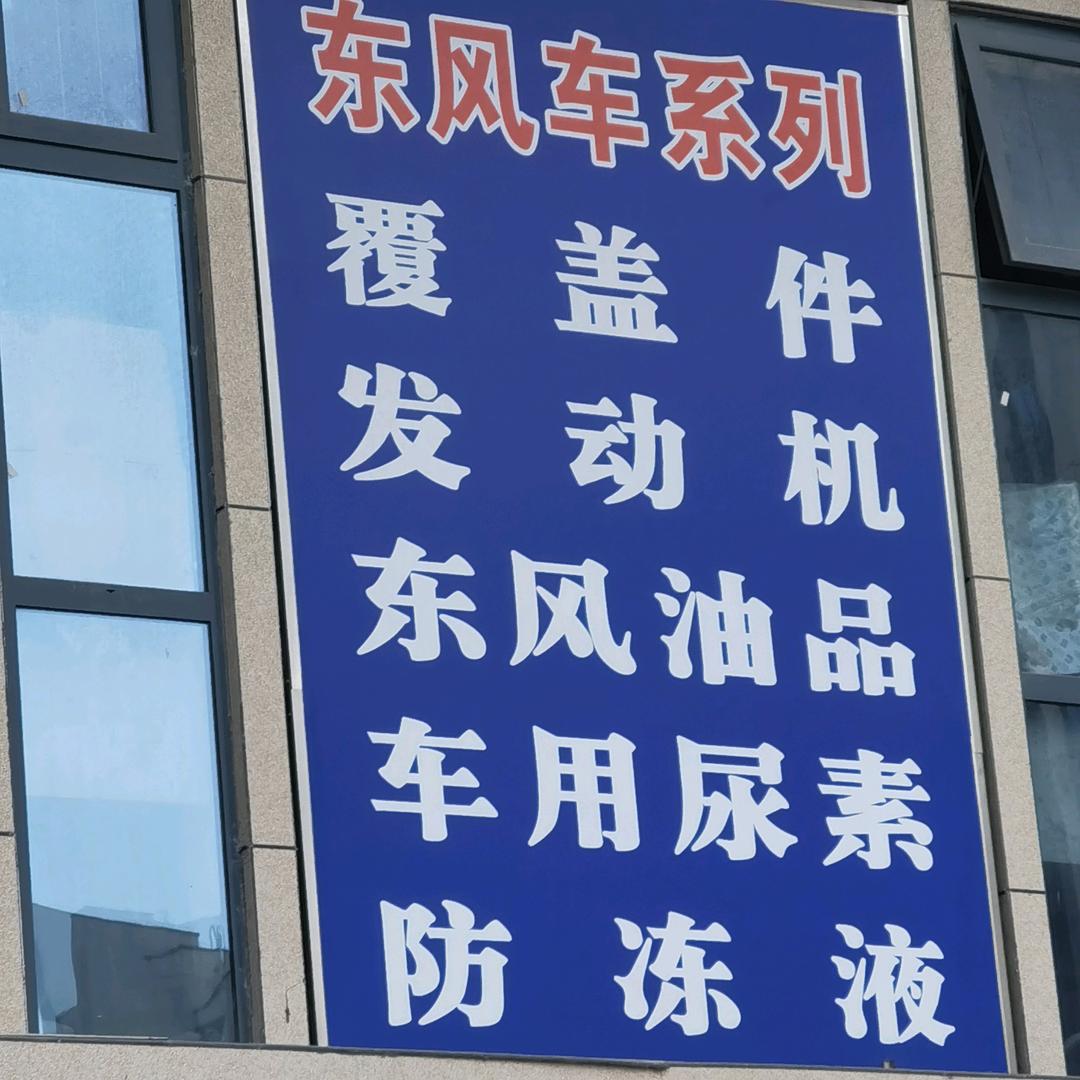 东风车系列
覆盖件
发动机
东风油品
车用尿素
防冻液